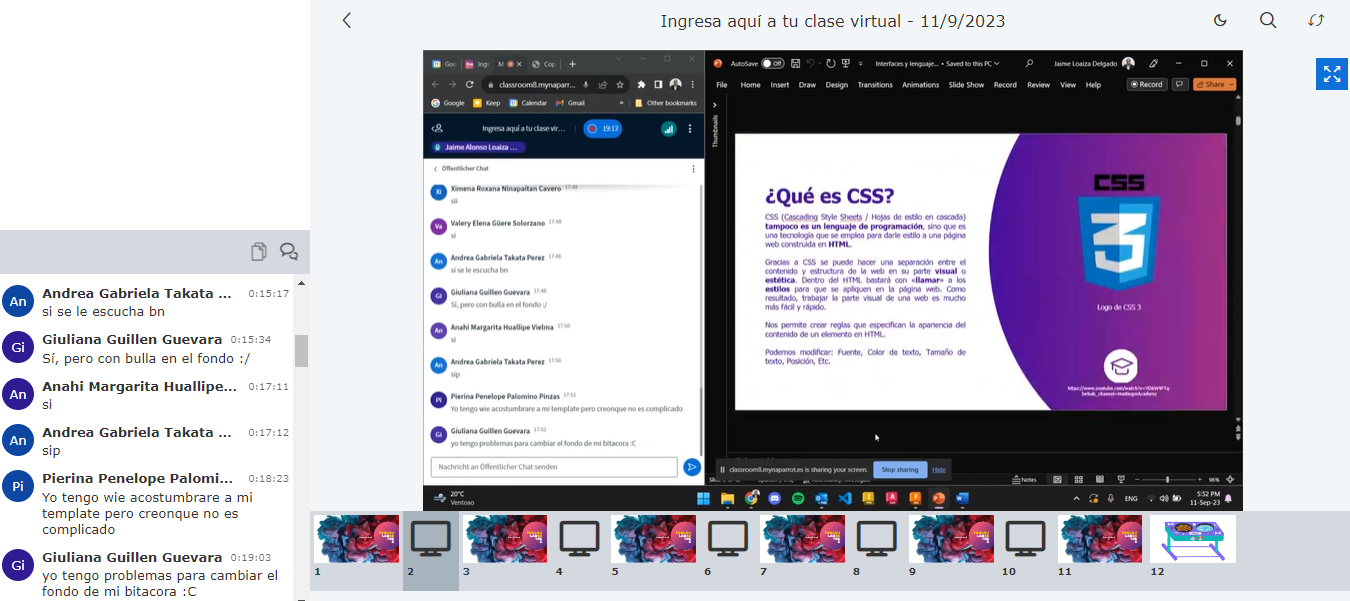 Ingresa aquí a tu clase virtual - 11/9/2023
An
Andrea Gabriela Takata ... 0:15:17
si se le escucha bn
Gi
Giuliana Guillen Guevara 0:15:34
Sí, pero con bulla en el fondo :/
An
Anahi Margarita Huallipe... 0:17:11
si
An
Andrea Gabriela Takata ... 0:17:12
sip
Pi
Pierina Penelope Palomi... 0:18:23
Yo tengo wie acostumbrare a mi
template pero creonque no es
complicado
Gi
Giuliana Guillen Guevara 0:19:03
yo tengo problemas para cambiar el
fondo de mi bitacora :C
classroom8.mynaparrot...
Google Keep Calendar Gmail » Other bookmarks
Ingresa aquí a tu clase vir... 19:12
Jaime Alonso Loaiza ...
Öffentlicher Chat
Xi
Ximena Roxana Ninapaitan Cavero
sii
Va
Valery Elena Güere Solorzano 17:48
si
An
Andrea Gabriela Takata Perez 17:48
si se le escucha bn
Gi
Giuliana Guillen Guevara 17:48
Sí, pero con bulla en el fondo :/
An
Anahi Margarita Huallipe Vielma 17:50
si
An
Andrea Gabriela Takata Perez 17:50
sip
Pi
Pierina Penelope Palomino Pinzas 17:51
Yo tengo wie acostumbrare a mi template pero creonque no es complicado
Gi
Giuliana Guillen Guevara 17:52
yo tengo problemas para cambiar el fondo de mi bitacora :C
Nachricht an Öffentlicher Chat senden
AutoSave Off Interfaces y lenguaje... • Saved to this PC Jaime Loaiza Delgado
File Home Insert Draw Design Transitions Animations Slide Show Record Review View Help Record Share
Thumbnails
¿Qué es CSS?
CSS (Cascading Style Sheets / Hojas de estilo en cascada)
tampoco es un lenguaje de programación, sino que es
una tecnología que se emplea para darle estilo a una página
web construida en HTML.
Gracias a CSS se puede hacer una separación entre el
contenido y estructura de la web en su parte visual o
estética. Dentro del HTML bastará con «llamar» a los
estilos para que se apliquen en la página web. Como
resultado, trabajar la parte visual de una web es mucho
más fácil y rápido.
Nos permite crear reglas que especifican la apariencia del
contenido de un elemento en HTML.
Podemos modificar: Fuente, Color de texto, Tamaño de
texto, Posición, Etc.
CSS
3
Logo de CSS 3
classroom8.mynaparrot.es is sharing your screen. Stop sharing Hide
Notes 96%
20°C
Ventoso
ENG
5:52 PM
11-Sep-23
1 2 3 4 5 6 7 8 9 10 11 12